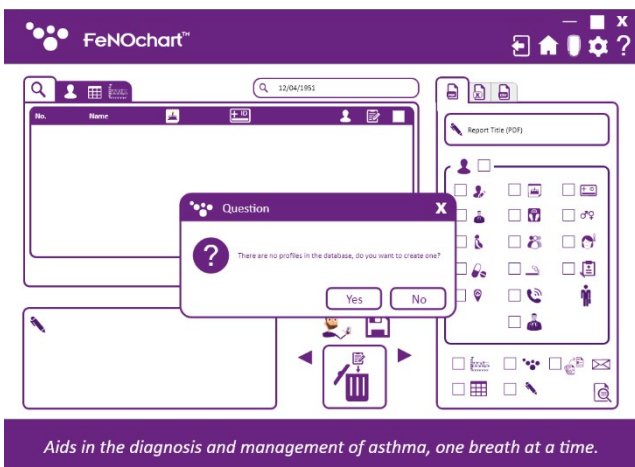 FeNOchart™
12/04/1951
No. Name ID
Report Title (PDF)
Question X
There are no profiles in the database, do you want to create one?
Yes No
Aids in the diagnosis and management of asthma, one breath at a time.